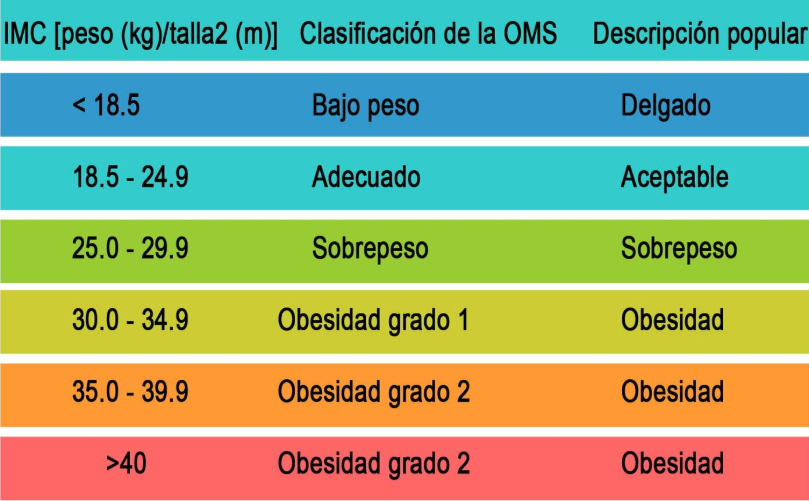 IMC [peso (kg)/talla2 (m)] Clasificación de la OMS Descripción popular
< 18.5 Bajo peso Delgado
18.5 - 24.9 Adecuado Aceptable
25.0 - 29.9 Sobrepeso Sobrepeso
30.0 - 34.9 Obesidad grado 1 Obesidad
35.0 - 39.9 Obesidad grado 2 Obesidad
>40 Obesidad grado 2 Obesidad